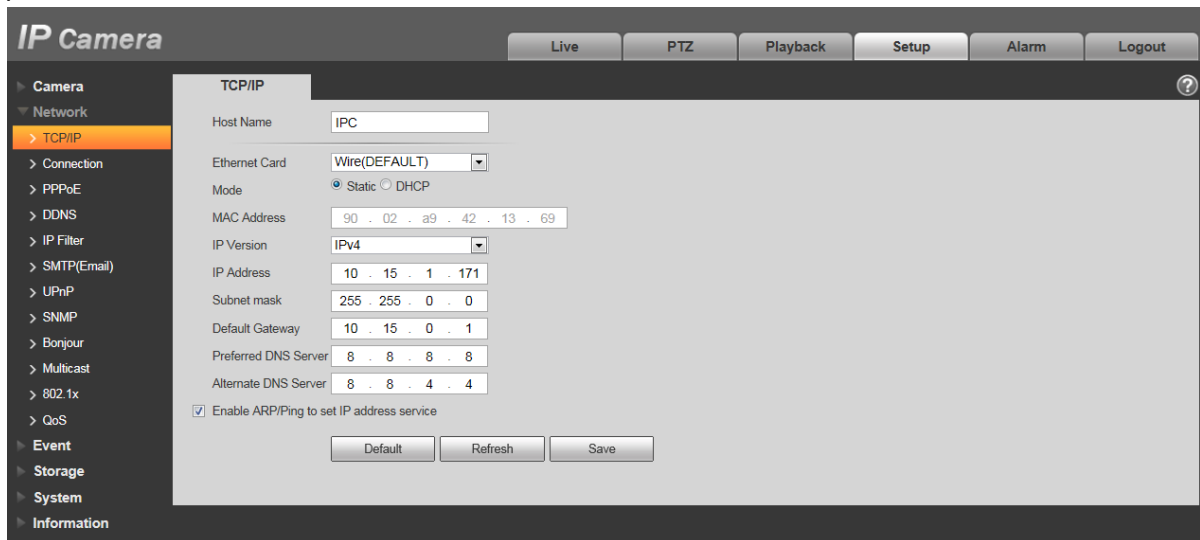 IP Camera
Live PTZ Playback Setup Alarm Logout
Camera
Network
TCP/IP
Connection
PPPoE
DDNS
IP Filter
SMTP(Email)
UPnP
SNMP
Bonjour
Multicast
802.1x
QoS
Event
Storage
System
Information
TCP/IP
?
Host Name IPC
Ethernet Card Wire(DEFAULT)
Mode Static DHCP
MAC Address 90 . 02 . a9 . 42 . 13 . 69
IP Version IPv4
IP Address 10 . 15 . 1 . 171
Subnet mask 255 . 255 . 0 . 0
Default Gateway 10 . 15 . 0 . 1
Preferred DNS Server 8 . 8 . 8 . 8
Alternate DNS Server 8 . 8 . 4 . 4
Enable ARP/Ping to set IP address service
Default Refresh Save